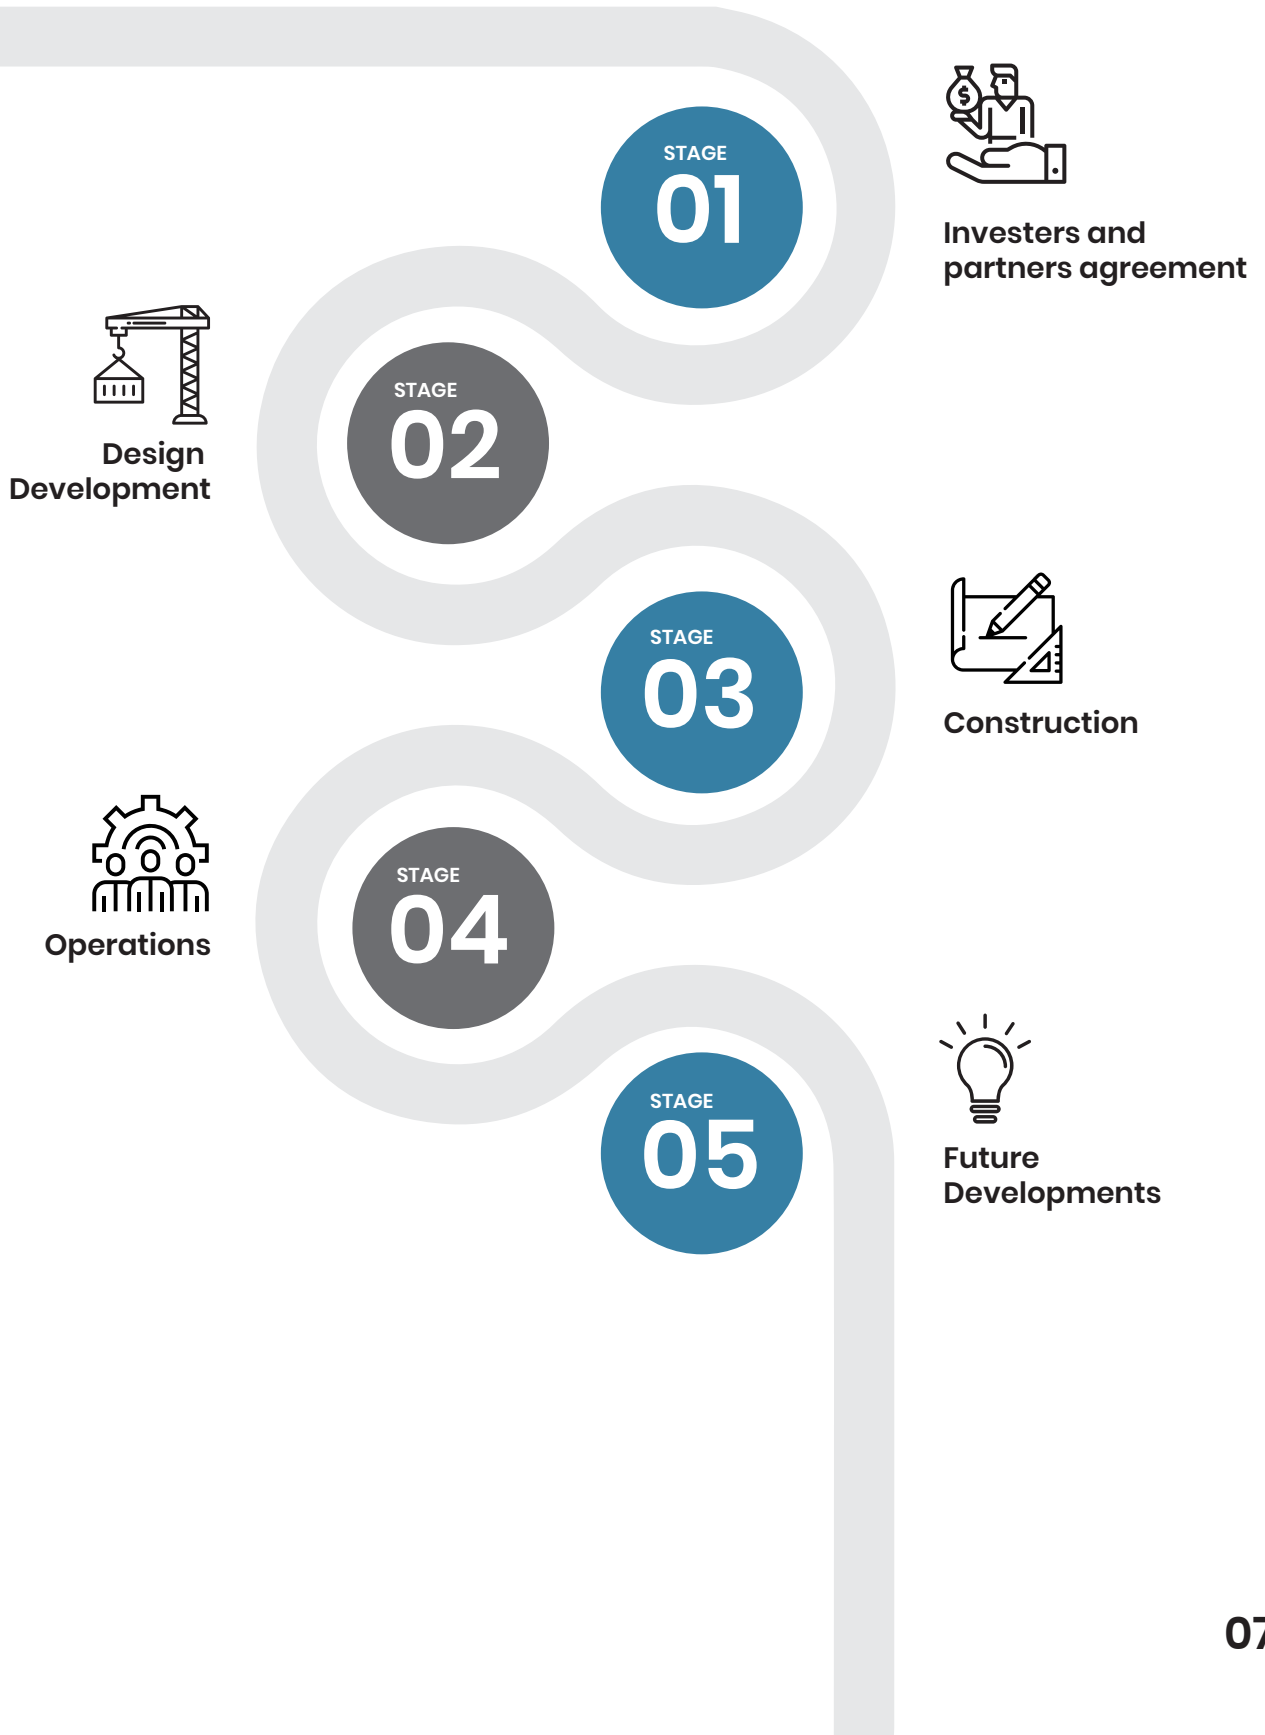 STAGE
01
Investers and
partners agreement
STAGE
02
Design
Development
STAGE
03
Construction
STAGE
04
Operations
STAGE
05
Future
Developments
07